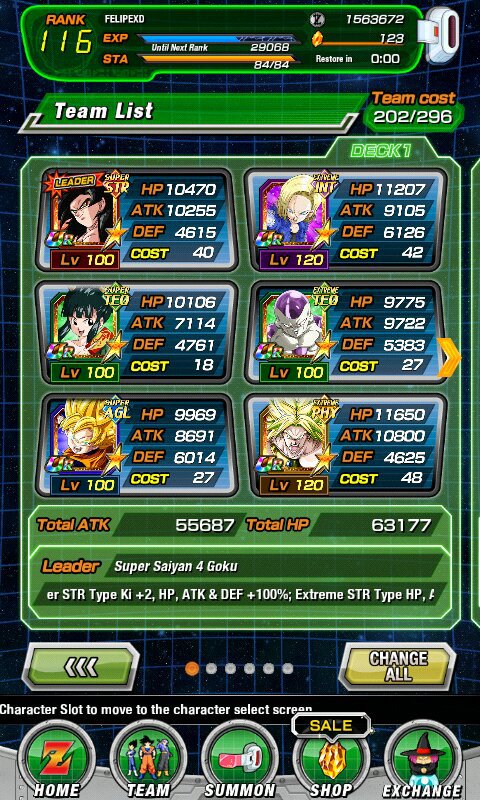 RANK
116
FELIPEXD
1563672
EXP
Until Next Rank 29068
123
STA
84/84
Restore in 0:00
Team List
Team cost
202/296
DECK1
LEADER
SUPER
STR
UR
Lv 100
HP 10470
ATK 10255
DEF 4615
COST 40
EXTREME
INT
UR
Lv 120
HP 11207
ATK 9105
DEF 6126
COST 42
SUPER
TEQ
UR
Lv 100
HP 10106
ATK 7114
DEF 4761
COST 18
EXTREME
TEQ
UR
Lv 100
HP 9775
ATK 9722
DEF 5383
COST 27
SUPER
AGL
UR
Lv 100
HP 9969
ATK 8691
DEF 6014
COST 27
EXTREME
PHY
UR
Lv 120
HP 11650
ATK 10800
DEF 4625
COST 48
Total ATK 55687 Total HP 63177
Leader Super Saiyan 4 Goku
er STR Type Ki +2, HP, ATK & DEF +100%; Extreme STR Type HP, A
CHANGE
ALL
Character Slot to move to the character select screen
SALE
HOME TEAM SUMMON SHOP EXCHANGE